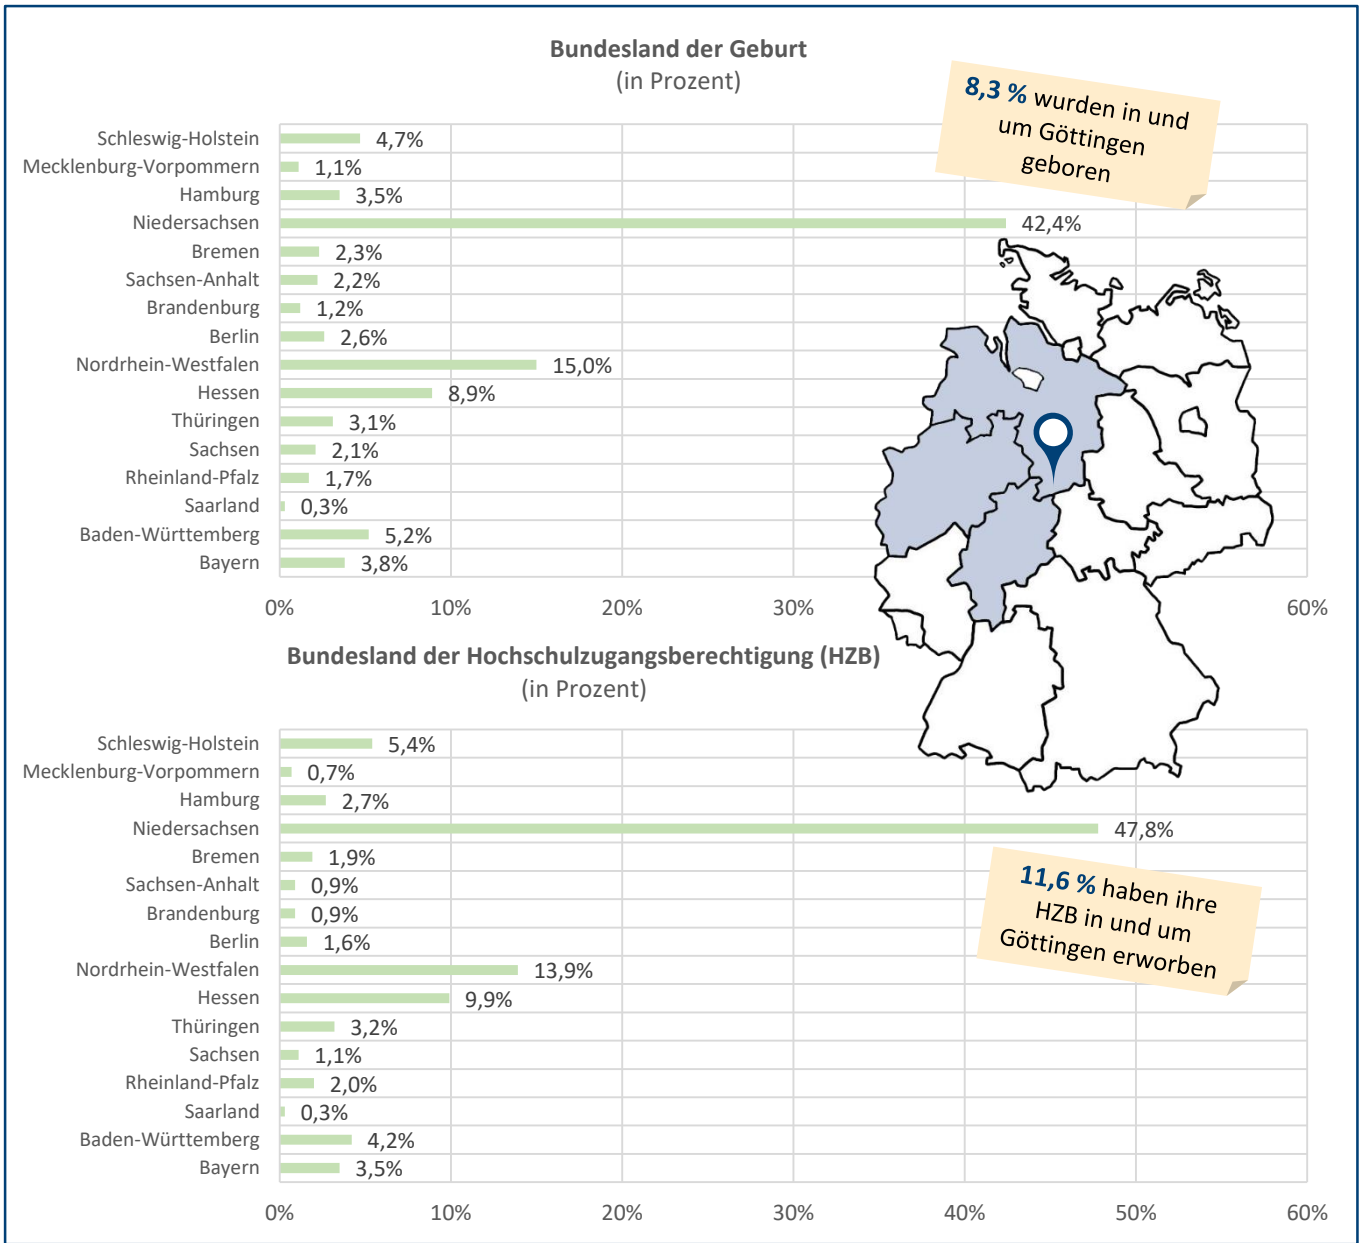 Bundesland der Geburt
(in Prozent)
8,3 % wurden in und
um Göttingen
geboren
Schleswig-Holstein 4,7%
Mecklenburg-Vorpommern 1,1%
Hamburg 3,5%
Niedersachsen 42,4%
Bremen 2,3%
Sachsen-Anhalt 2,2%
Brandenburg 1,2%
Berlin 2,6%
Nordrhein-Westfalen 15,0%
Hessen 8,9%
Thüringen 3,1%
Sachsen 2,1%
Rheinland-Pfalz 1,7%
Saarland 0,3%
Baden-Württemberg 5,2%
Bayern 3,8%
0% 10% 20% 30% 60%
Bundesland der Hochschulzugangsberechtigung (HZB)
(in Prozent)
Schleswig-Holstein 5,4%
Mecklenburg-Vorpommern 0,7%
Hamburg 2,7%
Niedersachsen 47,8%
Bremen 1,9%
Sachsen-Anhalt 0,9%
Brandenburg 0,9%
Berlin 1,6%
Nordrhein-Westfalen 13,9%
Hessen 9,9%
Thüringen 3,2%
Sachsen 1,1%
Rheinland-Pfalz 2,0%
Saarland 0,3%
Baden-Württemberg 4,2%
Bayern 3,5%
11,6 % haben ihre
HZB in und um
Göttingen erworben
0% 10% 20% 30% 40% 50% 60%